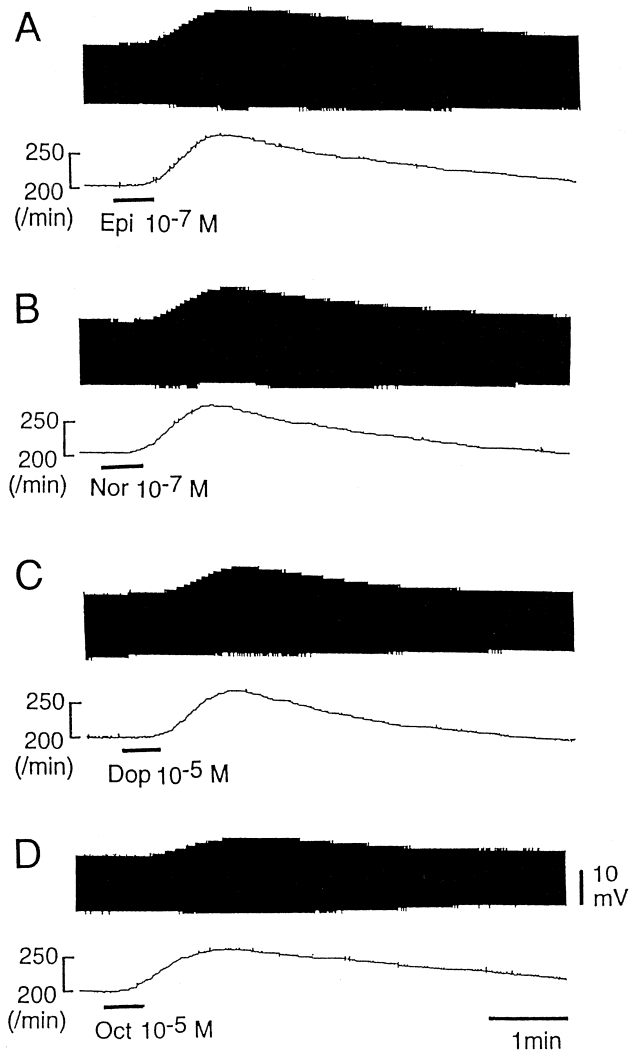 A
250
200
(/min)
Epi 10-7 M
B
250
200
(/min)
Nor 10-7 M
C
250
200
(/min)
Dop 10-5 M
D
10
mV
250
200
(/min)
Oct 10-5 M
1min